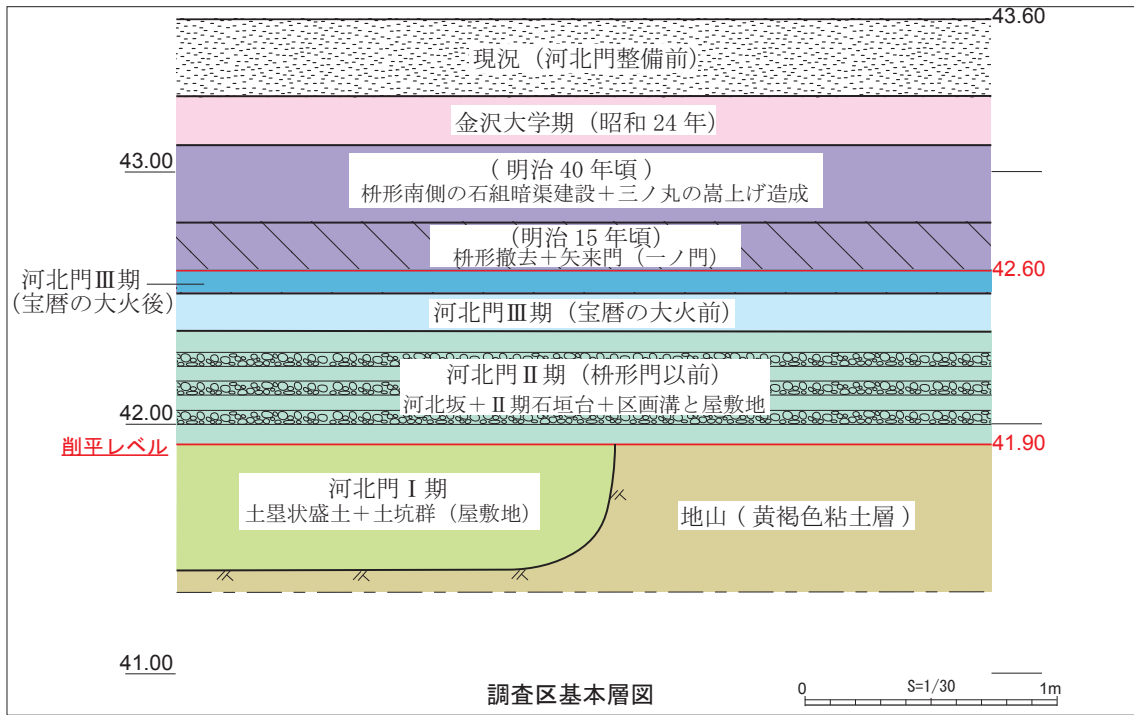 43.60
現況（河北門整備前）
金沢大学期（昭和 24 年）
43.00
( 明治 40 年頃 )
枡形南側の石組暗渠建設＋三ノ丸の嵩上げ造成
(明治 15 年頃)
枡形撤去＋矢来門（一ノ門）
42.60
河北門Ⅲ期
(宝暦の大火後)
河北門Ⅲ期（宝暦の大火前）
河北門Ⅱ期（枡形門以前）
河北坂＋Ⅱ期石垣台＋区画溝と屋敷地
42.00
削平レベル
41.90
河北門Ⅰ期
土塁状盛土＋土坑群（屋敷地）
地山 ( 黄褐色粘土層 )
41.00
調査区基本層図
0 S=1/30 1m